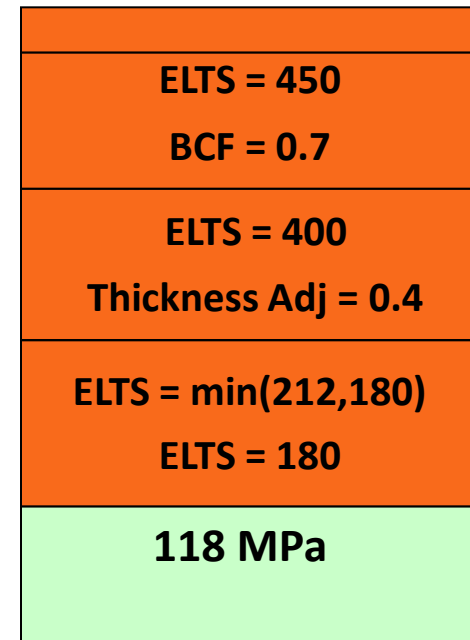 ELTS = 450
BCF = 0.7
ELTS = 400
Thickness Adj = 0.4
ELTS = min(212,180)
ELTS = 180
118 MPa